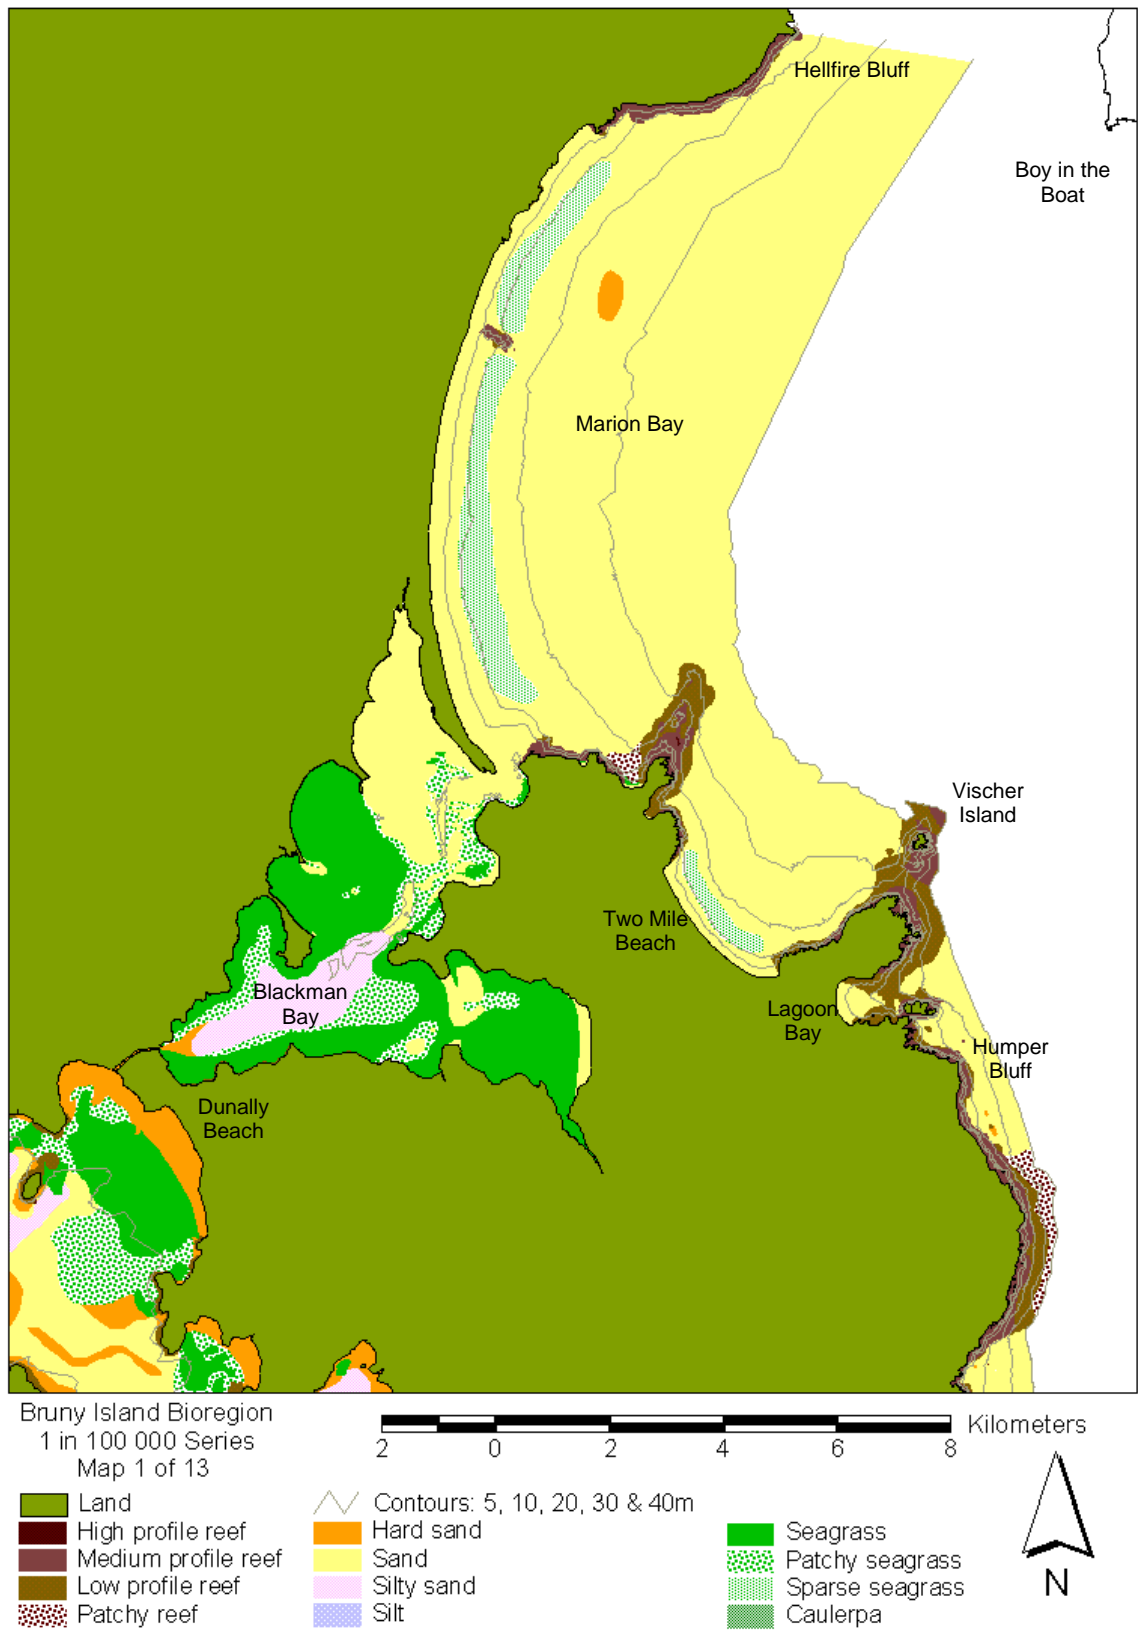 Hellfire Bluff
Boy in the
Boat
Marion Bay
Vischer
Island
Two Mile
Beach
Blackman
Bay
Lagoon
Bay
Humper
Bluff
Dunally
Beach
Bruny Island Bioregion
1 in 100 000 Series
Map 1 of 13
2 0 2 4 6 8 Kilometers
Land
High profile reef
Medium profile reef
Low profile reef
Patchy reef
Contours: 5, 10, 20, 30 & 40m
Hard sand
Sand
Silty sand
Silt
Seagrass
Patchy seagrass
Sparse seagrass
Caulerpa
N